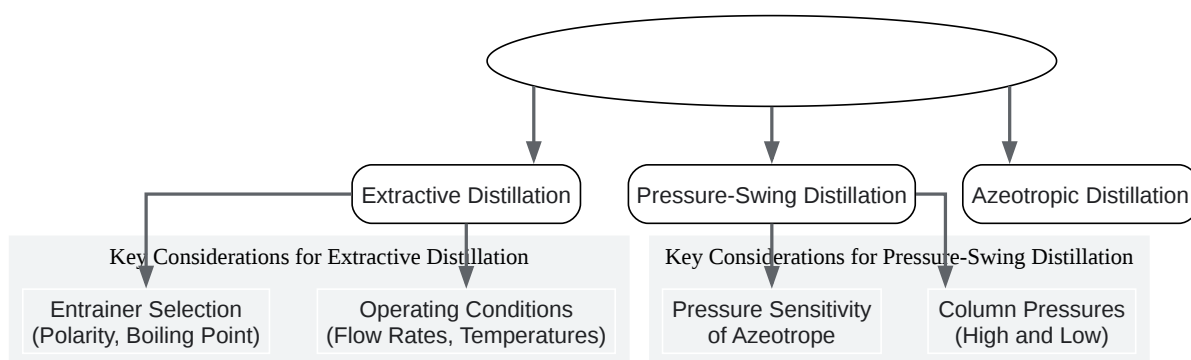 Extractive Distillation
Pressure-Swing Distillation
Azeotropic Distillation
Key Considerations for Extractive Distillation
Key Considerations for Pressure-Swing Distillation
Entrainer Selection
(Polarity, Boiling Point)
Operating Conditions
(Flow Rates, Temperatures)
Pressure Sensitivity
of Azeotrope
Column Pressures
(High and Low)